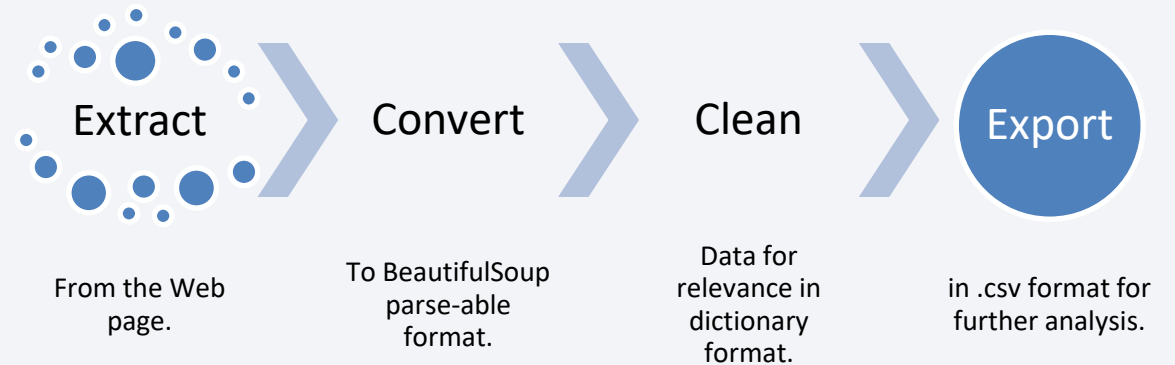 Extract
Convert
Clean
Export
From the Web
page.
To BeautifulSoup
parse-able
format.
Data for
relevance in
dictionary
format.
in .csv format for
further analysis.